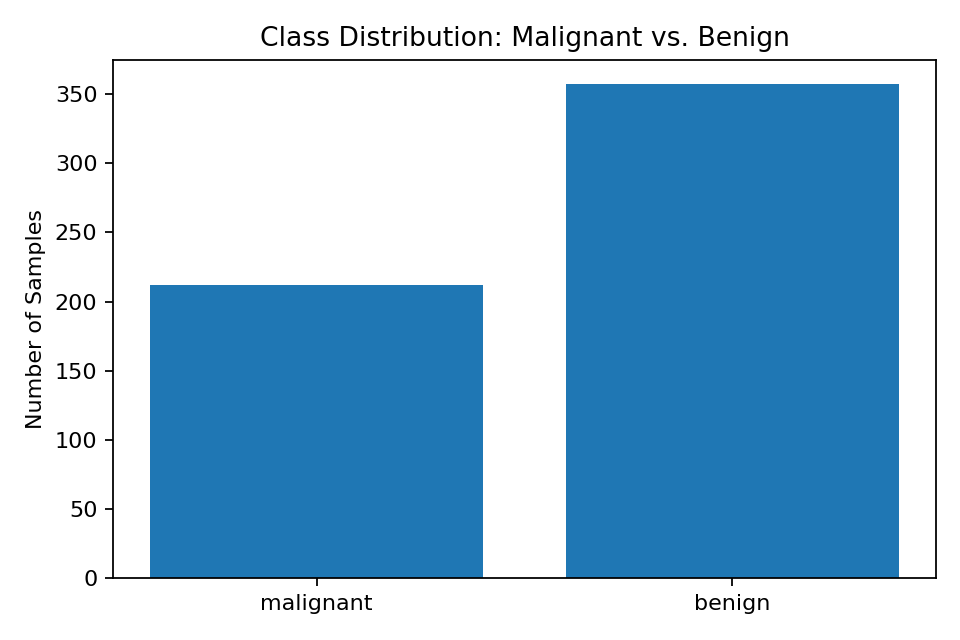 Class Distribution: Malignant vs. Benign
Number of Samples
350
300
250
200
150
100
50
0
malignant
benign